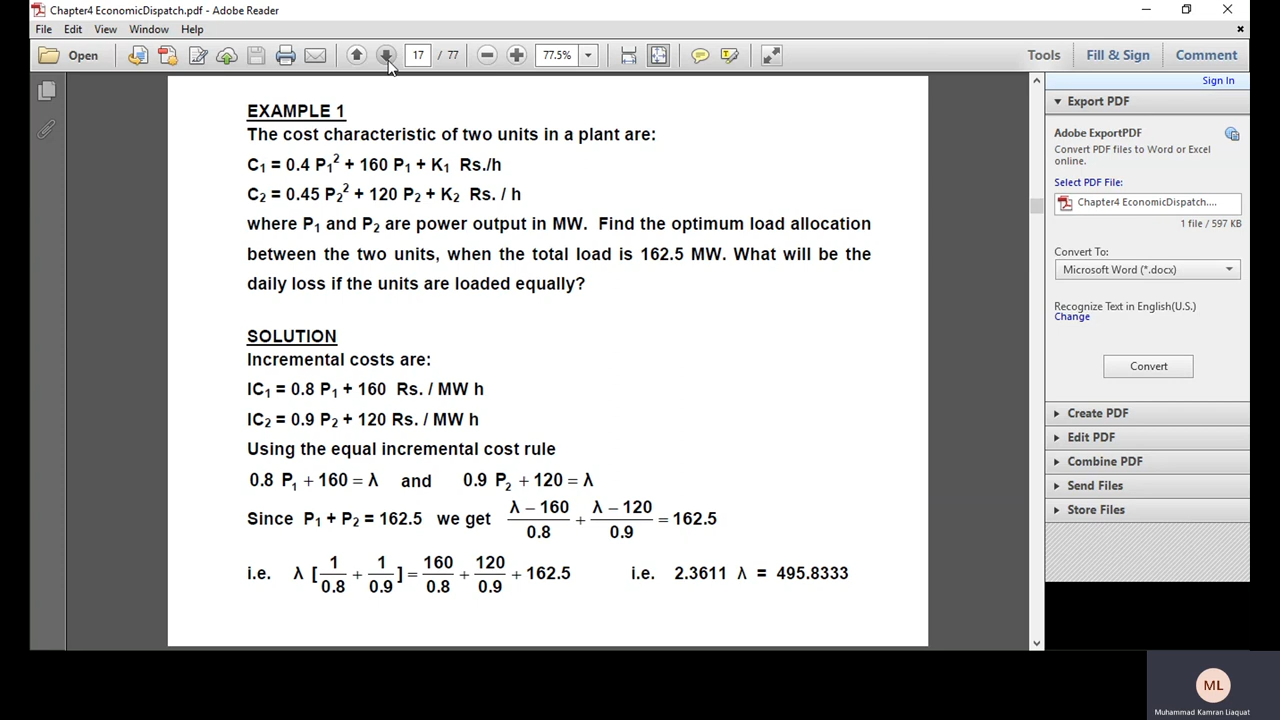 Chapter4 EconomicDispatch.pdf - Adobe Reader
File Edit View Window Help
Open 17 / 77 77.5% Tools Fill & Sign Comment
Sign In
EXAMPLE 1
The cost characteristic of two units in a plant are:
C₁ = 0.4 P₁² + 160 P₁ + K₁ Rs./h
C₂ = 0.45 P₂² + 120 P₂ + K₂ Rs. / h
where P₁ and P₂ are power output in MW. Find the optimum load allocation
between the two units, when the total load is 162.5 MW. What will be the
daily loss if the units are loaded equally?
SOLUTION
Incremental costs are:
IC₁ = 0.8 P₁ + 160 Rs. / MW h
IC₂ = 0.9 P₂ + 120 Rs. / MW h
Using the equal incremental cost rule
0.8 P₁ + 160 = λ and 0.9 P₂ + 120 = λ
Since P₁ + P₂ = 162.5 we get (λ − 160)/0.8 + (λ − 120)/0.9 = 162.5
i.e. λ [1/0.8 + 1/0.9] = 160/0.8 + 120/0.9 + 162.5 i.e. 2.3611 λ = 495.8333
Export PDF
Adobe ExportPDF
Convert PDF files to Word or Excel
online.
Select PDF File:
Chapter4 EconomicDispatch....
1 file / 597 KB
Convert To:
Microsoft Word (*.docx)
Recognize Text in English(U.S.)
Change
Convert
Create PDF
Edit PDF
Combine PDF
Send Files
Store Files
ML
Muhammad Kamran Liaquat